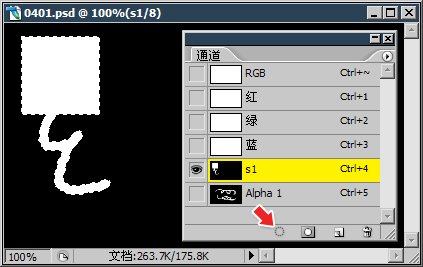 0401.psd @ 100%(s1/8)
通道
RGB Ctrl+~
红 Ctrl+1
绿 Ctrl+2
蓝 Ctrl+3
s1 Ctrl+4
Alpha 1 Ctrl+5
100% 文档:263.7K/175.8K